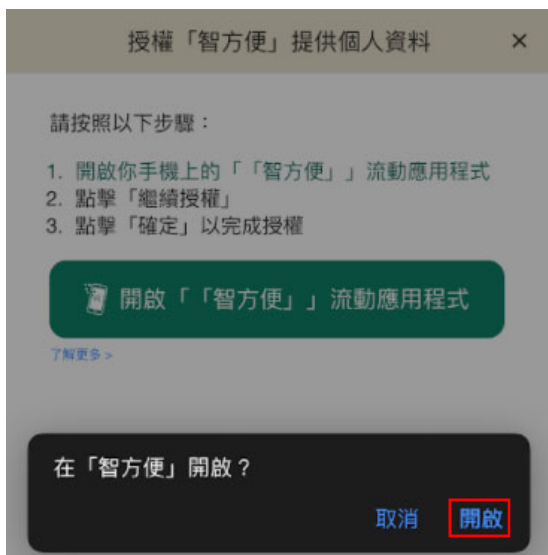 授權「智方便」提供個人資料 ×
請按照以下步驟：
1. 開啟你手機上的「「智方便」」流動應用程式
2. 點擊「繼續授權」
3. 點擊「確定」以完成授權
開啟「「智方便」」流動應用程式
了解更多 >
在「智方便」開啟？
取消 開啟